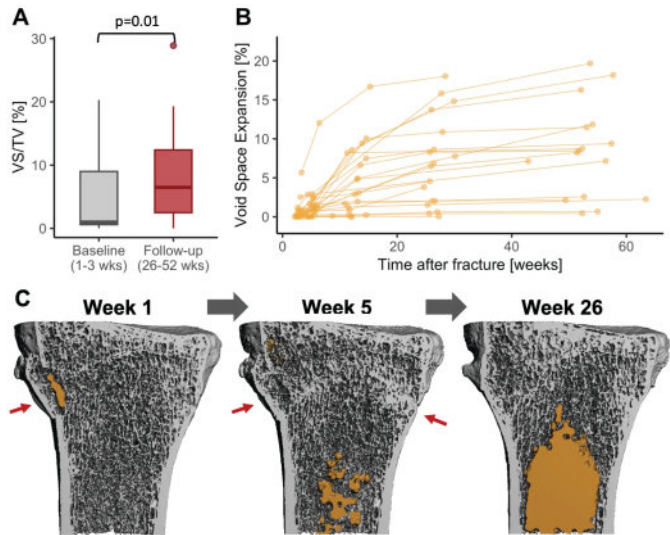 A
p=0.01
30
20
10
0
VS/TV [%]
Baseline
(1-3 wks)
Follow-up
(26-52 wks)
B
20
15
10
5
0
Void Space Expansion [%]
0
20
40
60
Time after fracture [weeks]
C
Week 1
Week 5
Week 26